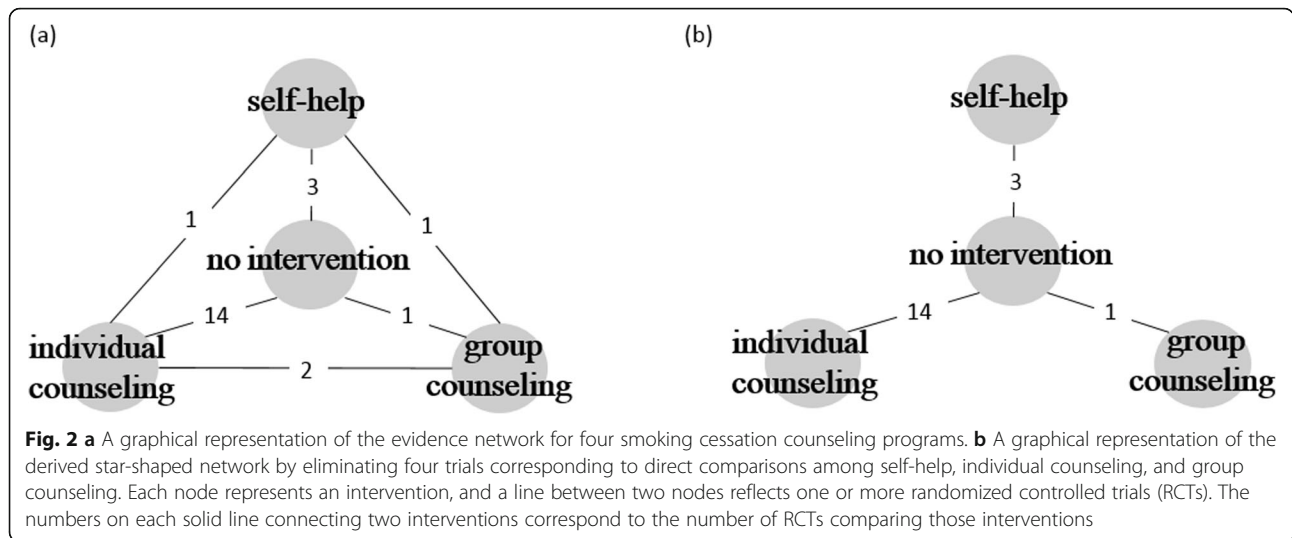 (a)
self-help
1
3
1
no intervention
14
1
individual
counseling
2
group
counseling
(b)
self-help
3
no intervention
14
1
individual
counseling
group
counseling
Fig. 2 a A graphical representation of the evidence network for four smoking cessation counseling programs. b A graphical representation of the
derived star-shaped network by eliminating four trials corresponding to direct comparisons among self-help, individual counseling, and group
counseling. Each node represents an intervention, and a line between two nodes reflects one or more randomized controlled trials (RCTs). The
numbers on each solid line connecting two interventions correspond to the number of RCTs comparing those interventions